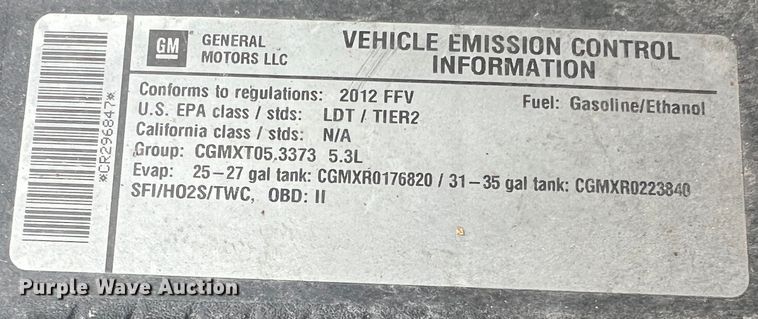 GM
GENERAL
MOTORS LLC
VEHICLE EMISSION CONTROL
INFORMATION
Conforms to regulations: 2012 FFV
Fuel: Gasoline/Ethanol
U.S. EPA class / stds: LDT / TIER2
California class / stds: N/A
Group: CGMXT05.3373 5.3L
Evap: 25-27 gal tank: CGMXR0176820 / 31-35 gal tank: CGMXR0223840
SFI/HO2S/TWC, OBD: II
*CR296847*
Purple Wave Auction